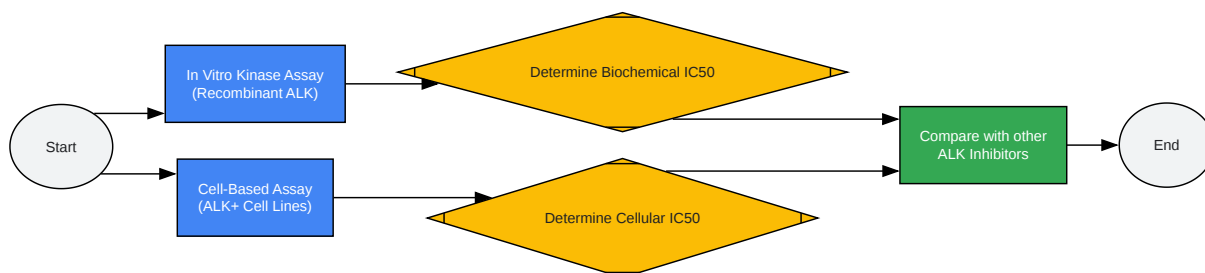 Start
In Vitro Kinase Assay
(Recombinant ALK)
Determine Biochemical IC50
Cell-Based Assay
(ALK+ Cell Lines)
Determine Cellular IC50
Compare with other
ALK Inhibitors
End